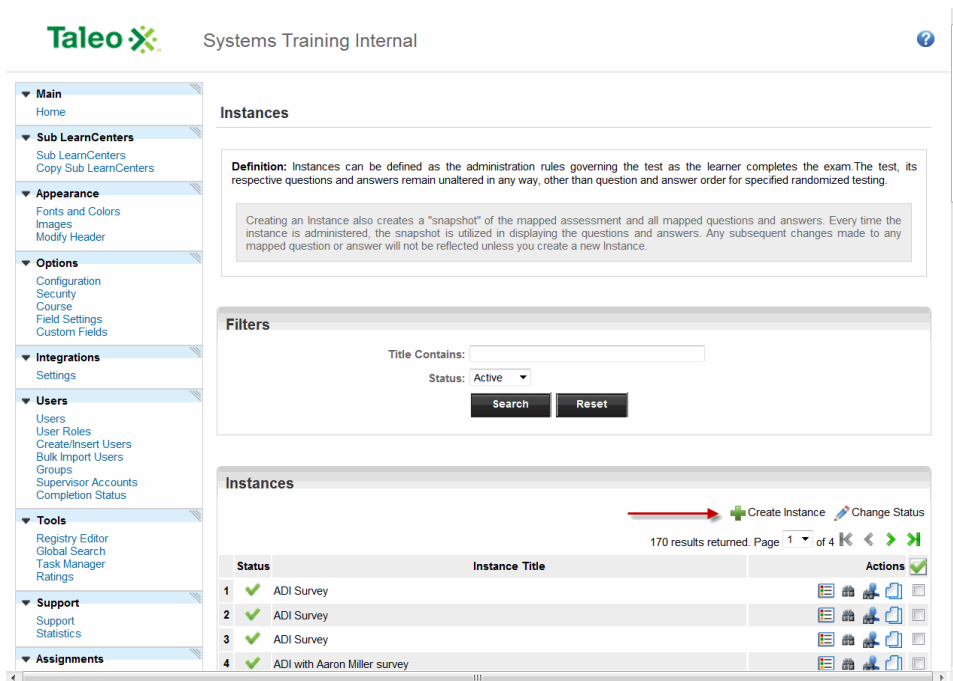 Taleo
Systems Training Internal
?
Main
Home
Sub LearnCenters
Sub LearnCenters
Copy Sub LearnCenters
Appearance
Fonts and Colors
Images
Modify Header
Options
Configuration
Security
Course
Field Settings
Custom Fields
Integrations
Settings
Users
Users
User Roles
Create/Insert Users
Bulk Import Users
Groups
Supervisor Accounts
Completion Status
Tools
Registry Editor
Global Search
Task Manager
Ratings
Support
Support
Statistics
Assignments
Instances
Definition: Instances can be defined as the administration rules governing the test as the learner completes the exam.The test, its
respective questions and answers remain unaltered in any way, other than question and answer order for specified randomized testing.
Creating an Instance also creates a "snapshot" of the mapped assessment and all mapped questions and answers. Every time the
instance is administered, the snapshot is utilized in displaying the questions and answers. Any subsequent changes made to any
mapped question or answer will not be reflected unless you create a new Instance.
Filters
Title Contains:
Status: Active
Search Reset
Instances
Create Instance Change Status
170 results returned. Page 1 of 4
Status Instance Title Actions
1 ADI Survey
2 ADI Survey
3 ADI Survey
4 ADI with Aaron Miller survey